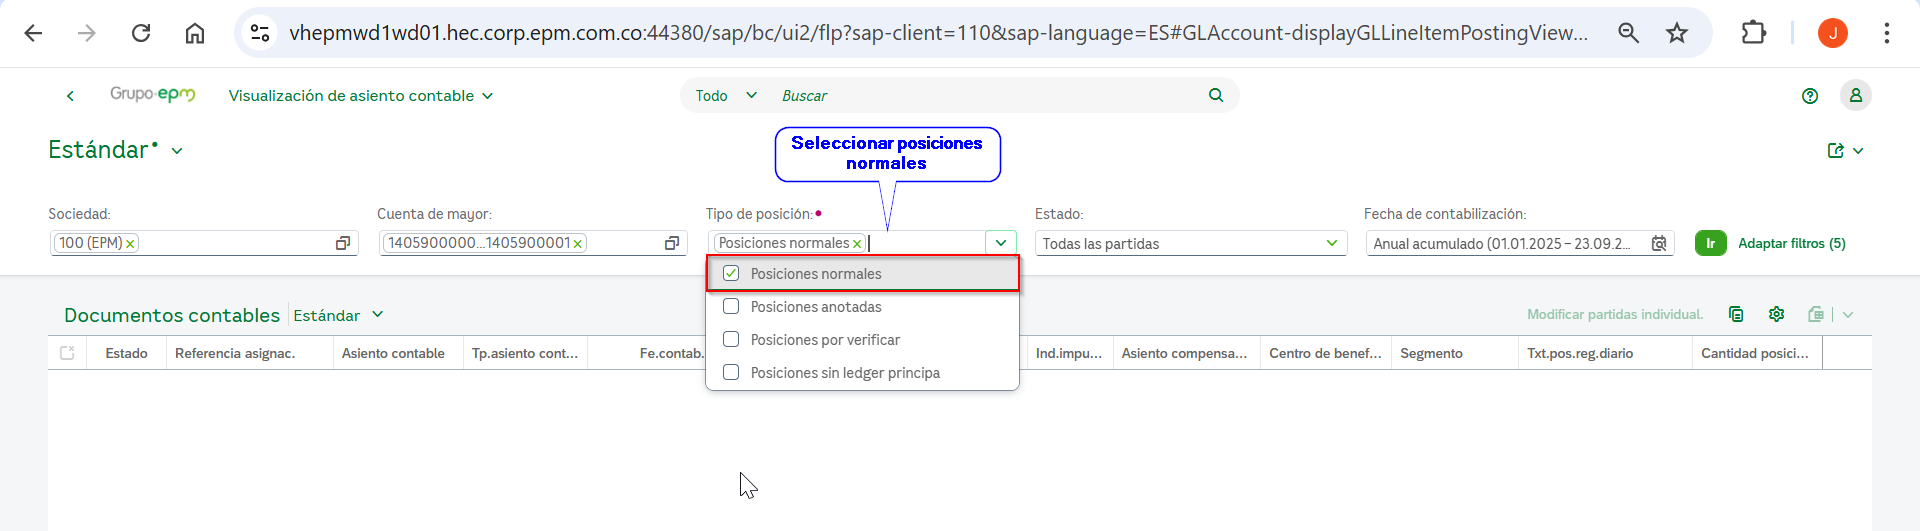 vhepmwd1wd01.hec.corp.epm.com.co:44380/sap/bc/ui2/flp?sap-client=110&sap-language=ES#GLAccount-displayGLLineItemPostingView...
J
Grupo·epm
Visualización de asiento contable
Todo
Buscar
Estándar*
Seleccionar posiciones
normales
Sociedad:
Cuenta de mayor:
Tipo de posición:
Estado:
Fecha de contabilización:
100 (EPM)
1405900000...1405900001
Posiciones normales
Todas las partidas
Anual acumulado (01.01.2025 – 23.09.2...
Ir
Adaptar filtros (5)
Posiciones normales
Posiciones anotadas
Posiciones por verificar
Posiciones sin ledger principa
Documentos contables
Estándar
Modificar partidas individual.
Estado
Referencia asignac.
Asiento contable
Tp.asiento cont...
Fe.contab.
Ind.impu...
Asiento compensa...
Centro de benef...
Segmento
Txt.pos.reg.diario
Cantidad posici...